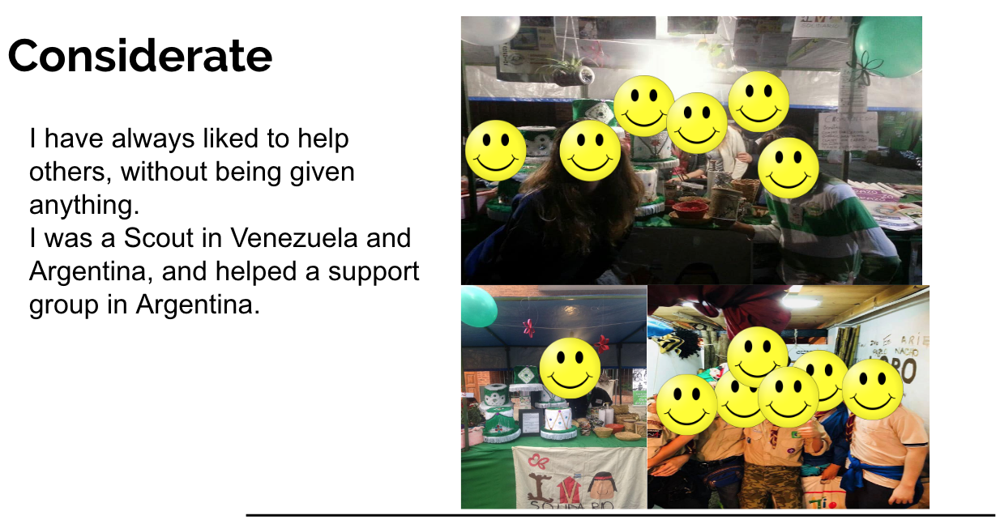 Considerate
I have always liked to help
others, without being given
anything.
I was a Scout in Venezuela and
Argentina, and helped a support
group in Argentina.
SOLIDARIO